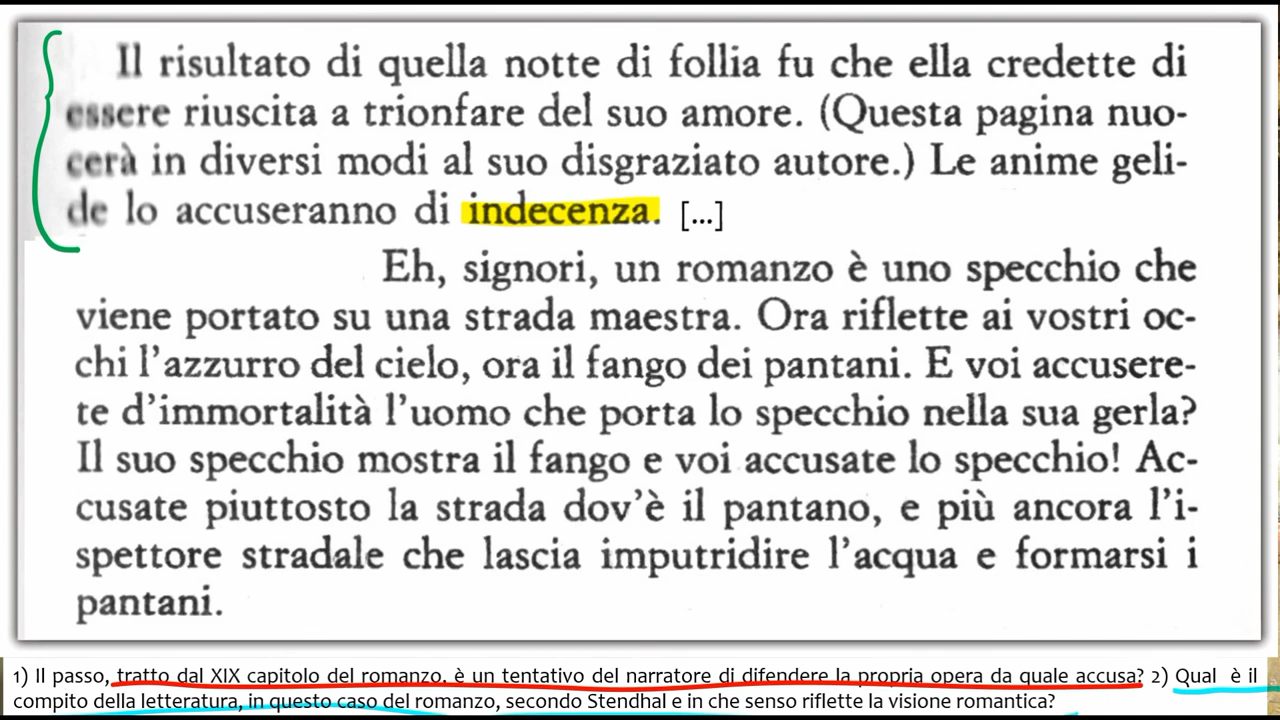 Il risultato di quella notte di follia fu che ella credette di
essere riuscita a trionfare del suo amore. (Questa pagina nuo-
cerà in diversi modi al suo disgraziato autore.) Le anime geli-
de lo accuseranno di indecenza. [...]
Eh, signori, un romanzo è uno specchio che
viene portato su una strada maestra. Ora riflette ai vostri oc-
chi l'azzurro del cielo, ora il fango dei pantani. E voi accusere-
te d'immortalità l'uomo che porta lo specchio nella sua gerla?
Il suo specchio mostra il fango e voi accusate lo specchio! Ac-
cusate piuttosto la strada dov'è il pantano, e più ancora l'i-
spettore stradale che lascia imputridire l'acqua e formarsi i
pantani.
1) Il passo, tratto dal XIX capitolo del romanzo, è un tentativo del narratore di difendere la propria opera da quale accusa? 2) Qual è il
compito della letteratura, in questo caso del romanzo, secondo Stendhal e in che senso riflette la visione romantica?